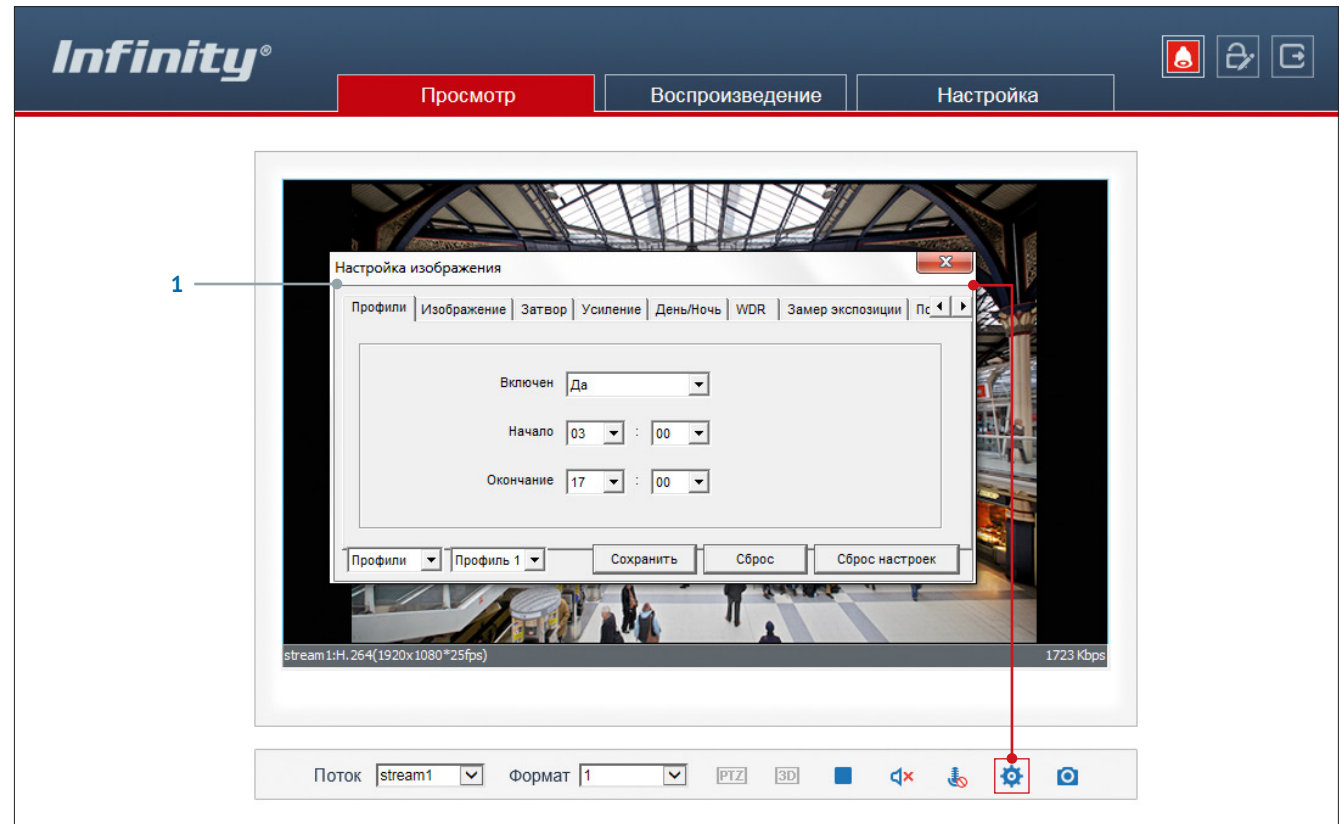 Infinity®
Просмотр
Воспроизведение
Настройка
1
Настройка изображения
x
Профили
Изображение
Затвор
Усиление
День/Ночь
WDR
Замер экспозиции
Включен Да
Начало 03 : 00
Окончание 17 : 00
Профили Профиль 1 Сохранить Сброс Сброс настроек
stream1:H.264(1920x1080*25fps) 1723 Kbps
Поток stream1 Формат 1 PTZ 3D